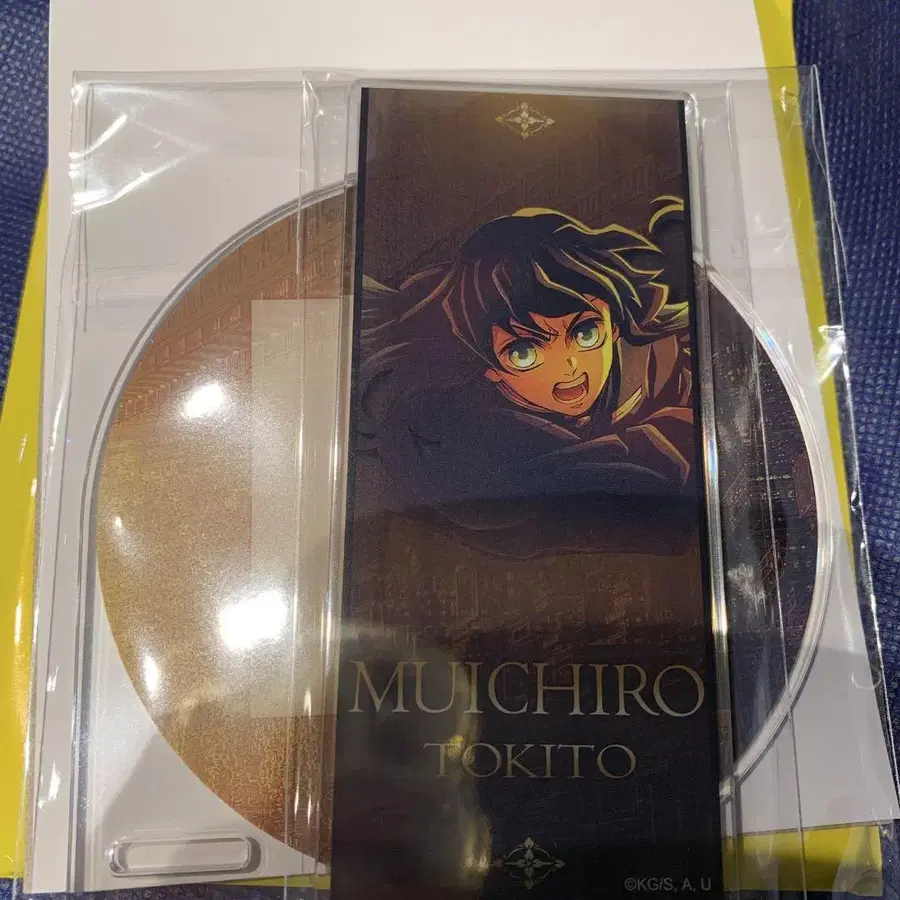 MUICHIRO
TOKITO
©KG/S, A, U